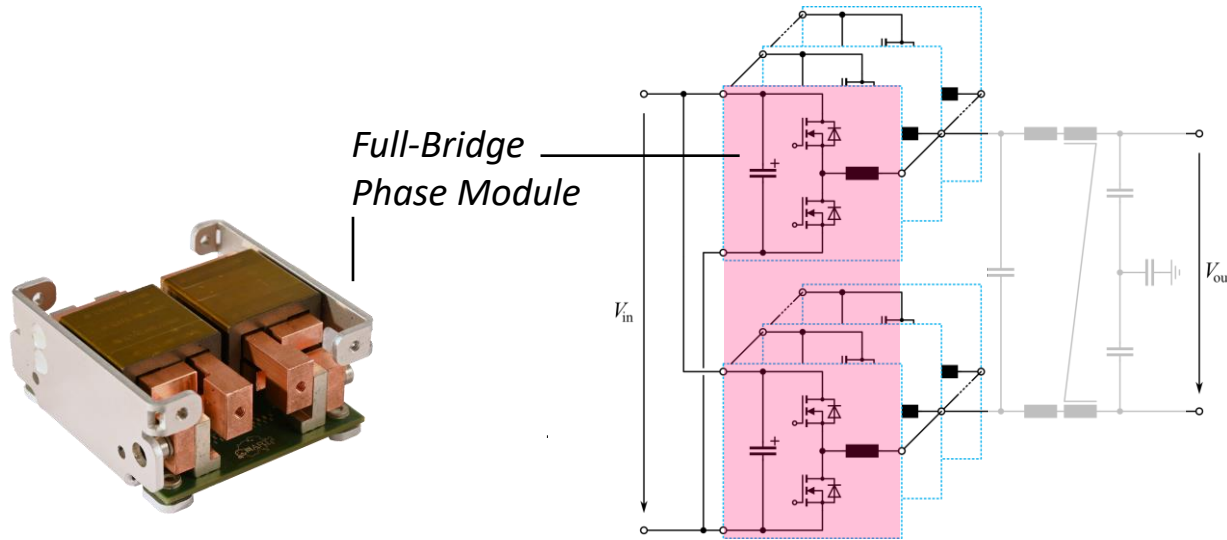 Full-Bridge
Phase Module
+
V_in
V_ou
+